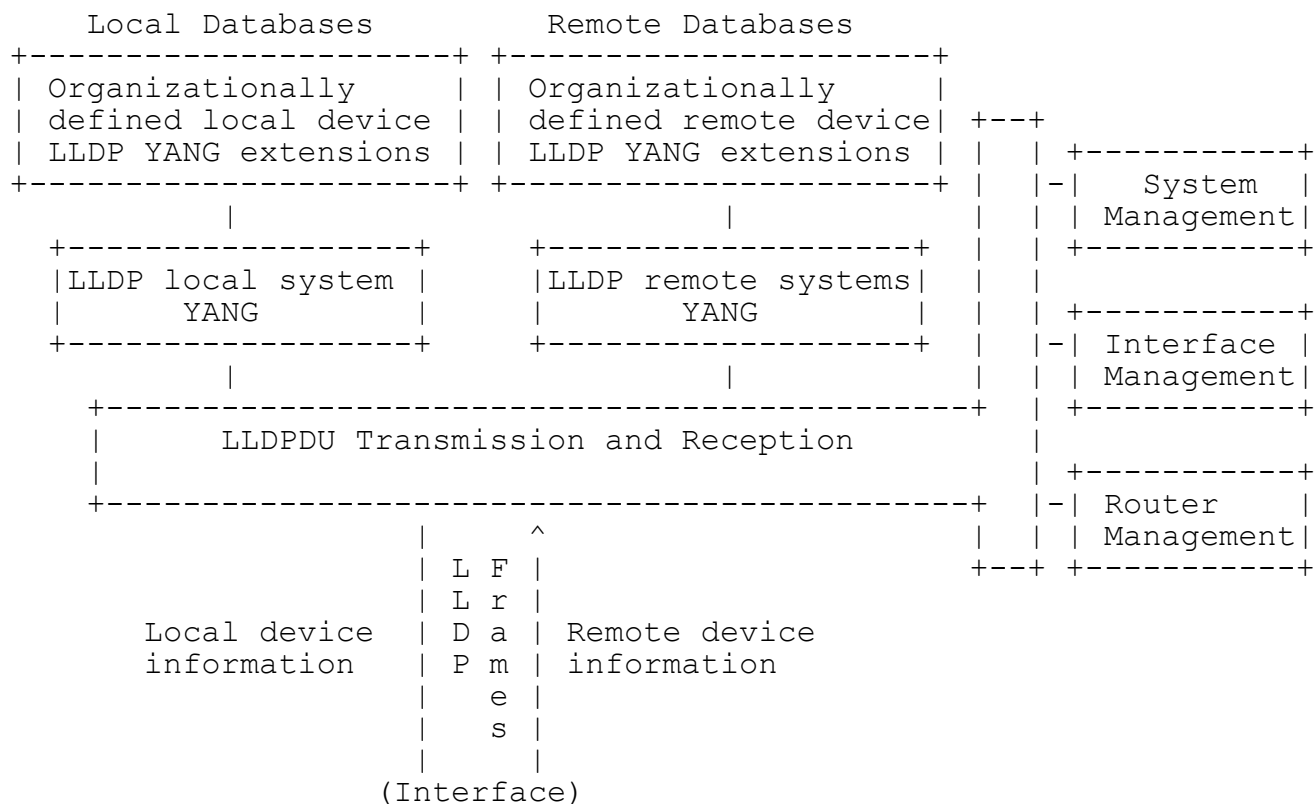 Local Databases
Remote Databases
Organizationally
defined local device
LLDP YANG extensions
Organizationally
defined remote device
LLDP YANG extensions
System
Management
LLDP local system
YANG
LLDP remote systems
YANG
Interface
Management
LLDPDU Transmission and Reception
Router
Management
LLDP Frames
Local device
information
Remote device
information
(Interface)